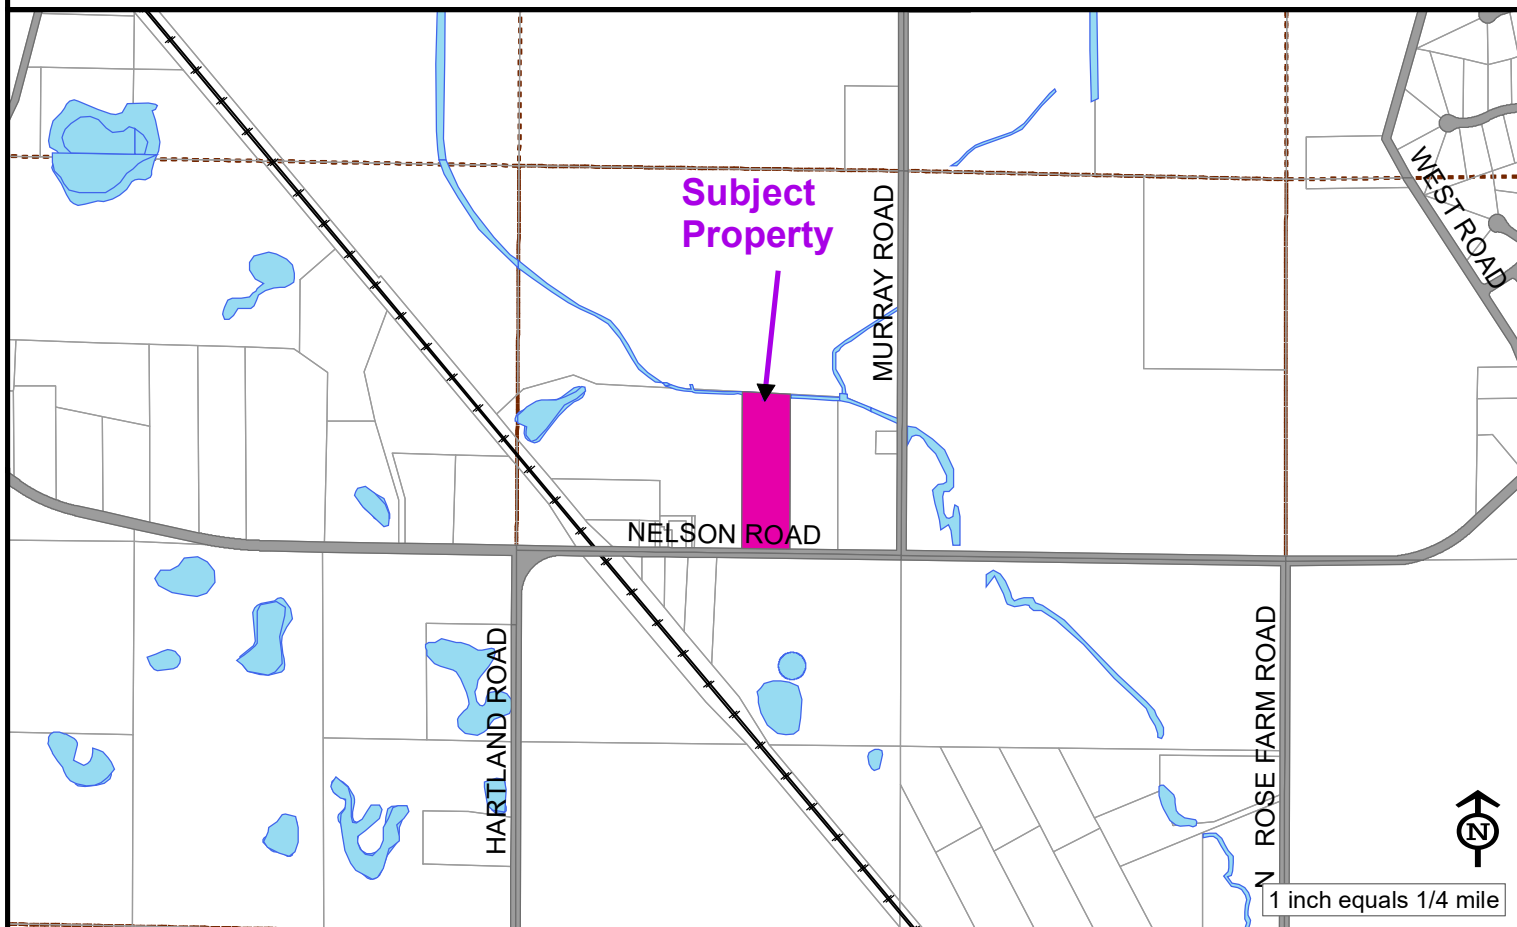 Subject
Property
MURRAY ROAD
WEST ROAD
NELSON ROAD
HARTLAND ROAD
N ROSE FARM ROAD
N
1 inch equals 1/4 mile